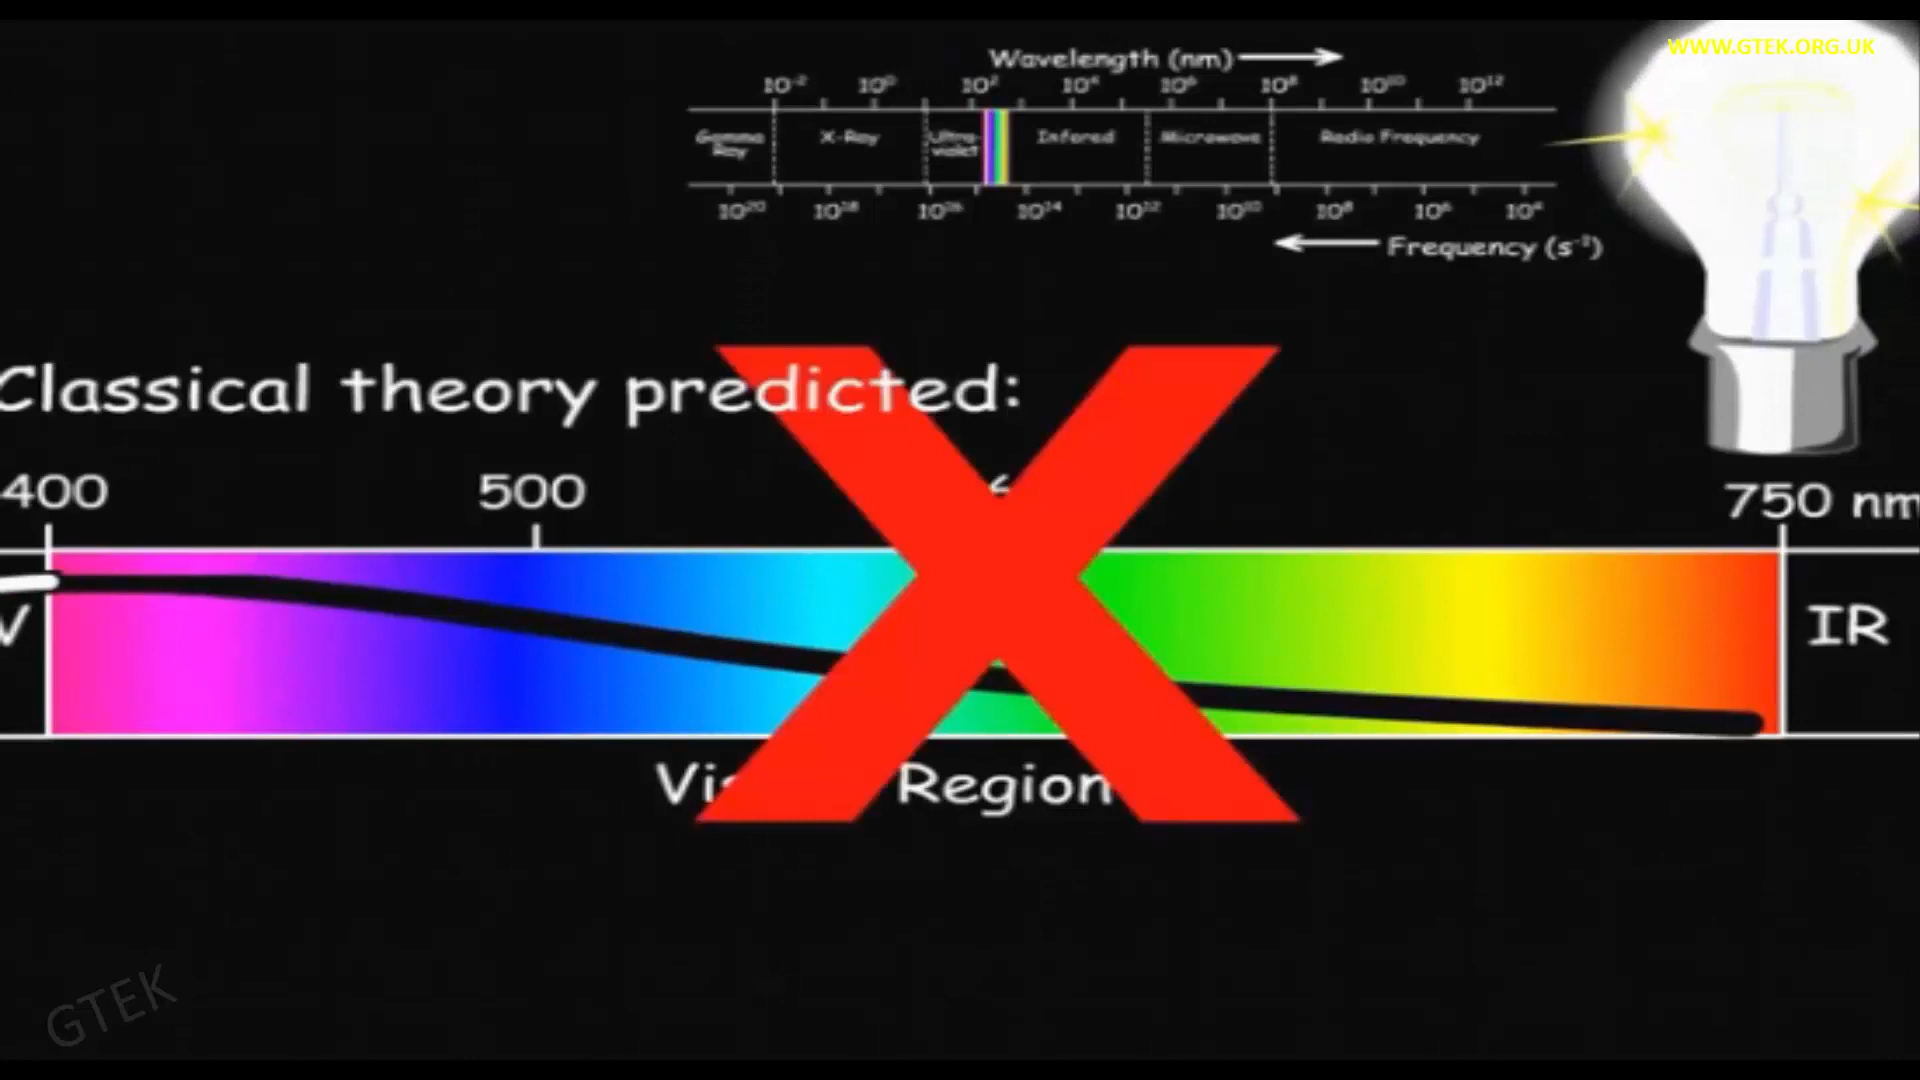 WWW.GTEK.ORG.UK
Wavelength (nm)
10⁻² 10⁰ 10² 10⁴ 10⁶ 10⁸ 10¹⁰ 10¹²
Gamma Ray X-Ray Ultra-violet Infared Microwave Radio Frequency
10²⁰ 10¹⁸ 10¹⁶ 10¹⁴ 10¹² 10¹⁰ 10⁸ 10⁶ 10⁴
Frequency (s⁻¹)
Classical theory predicted:
400 500 750 nm
V IR
Region
GTEK